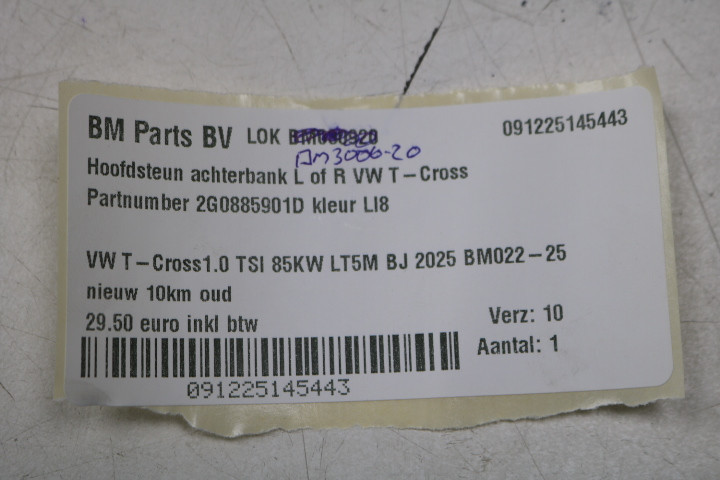 BM Parts BV LOK 091225145443
AM3006-20
Hoofdsteun achterbank L of R VW T-Cross
Partnumber 2G0885901D kleur LI8
VW T-Cross1.0 TSI 85KW LT5M BJ 2025 BM022-25
nieuw 10km oud
29.50 euro inkl btw
Verz: 10
Aantal: 1
091225145443